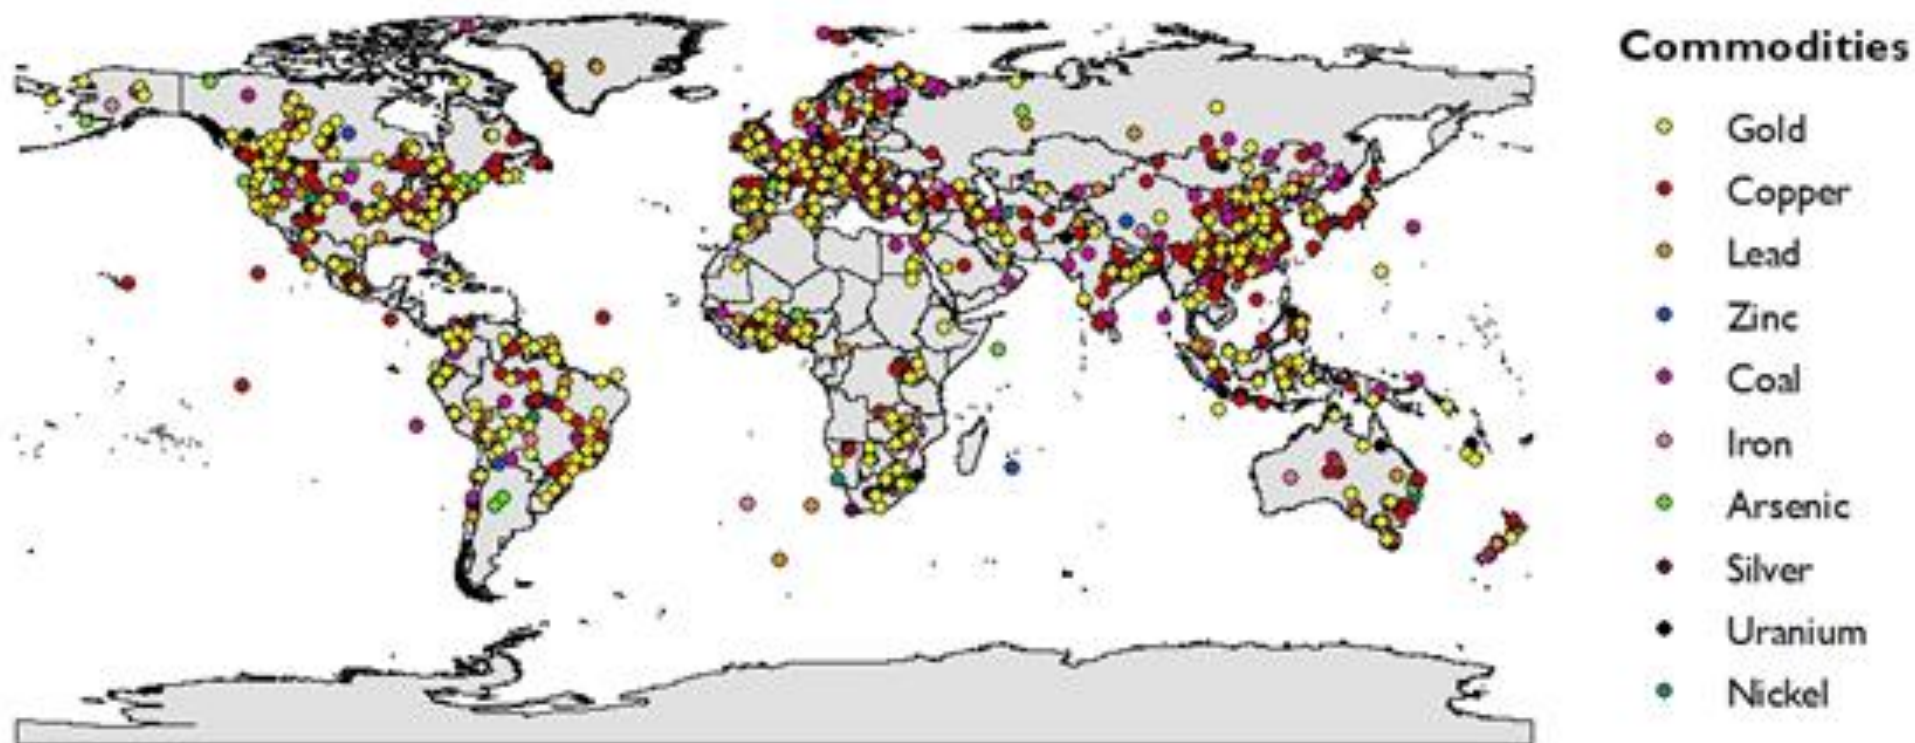 Commodities
Gold
Copper
Lead
Zinc
Coal
Iron
Arsenic
Silver
Uranium
Nickel